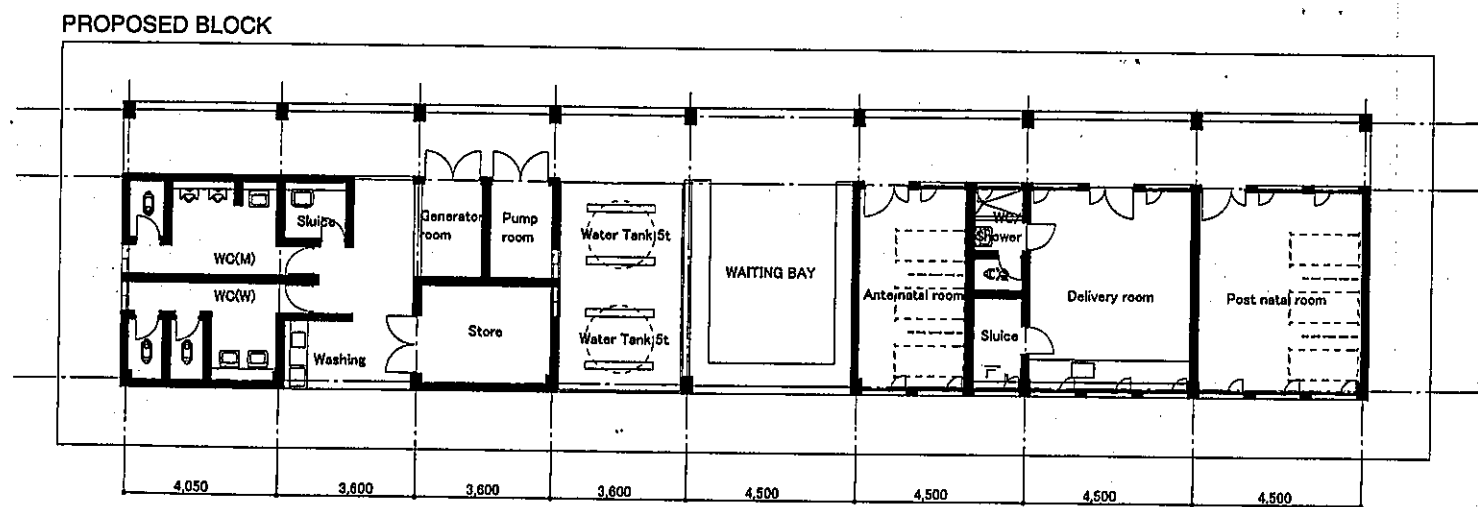 PROPOSED BLOCK
Sluice
Generator
room
Pump
room
Water Tank 5t
WC/
Shower
WC(M)
WAITING BAY
WC(W)
Antenatal room
Delivery room
Post natal room
Store
Water Tank 5t
Sluice
Washing
4,050
3,600
3,600
3,600
4,500
4,500
4,500
4,500